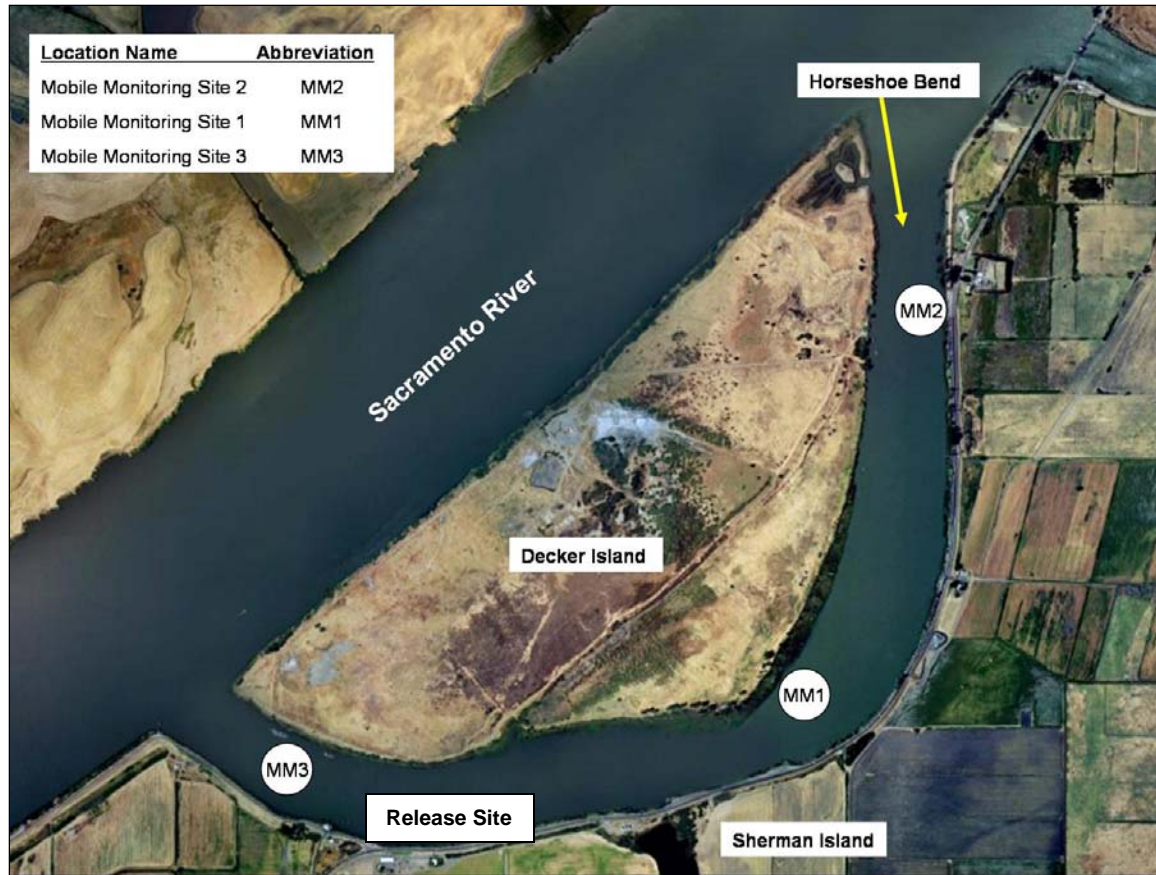 Location Name Abbreviation
Mobile Monitoring Site 2 MM2
Mobile Monitoring Site 1 MM1
Mobile Monitoring Site 3 MM3
Horseshoe Bend
MM2
Sacramento River
Decker Island
MM1
MM3
Release Site
Sherman Island